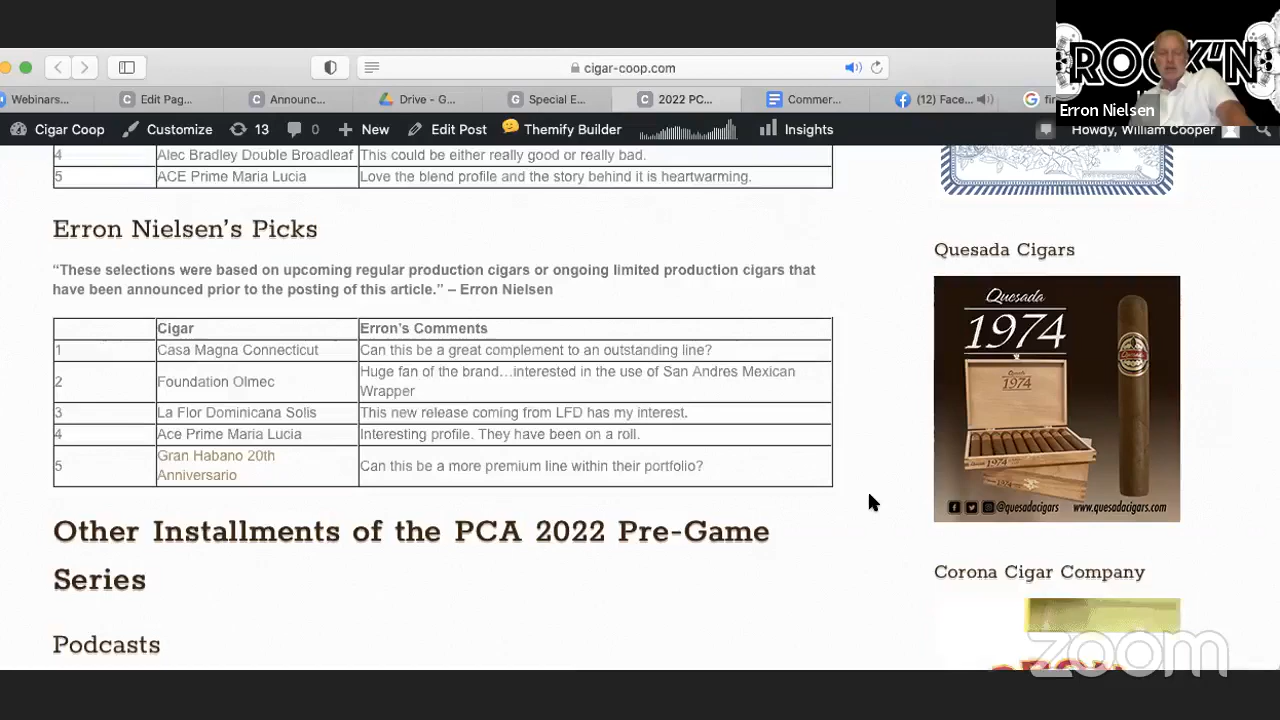 ROCK'N
Erron Nielsen
cigar-coop.com
Webinars...
Edit Pag...
Announc...
Drive - G...
Special E...
2022 PC...
Commer...
(12) Face...
Cigar Coop
Customize
13
0
New
Edit Post
Themify Builder
Insights
Howdy, William Cooper
4 Alec Bradley Double Broadleaf This could be either really good or really bad.
5 ACE Prime Maria Lucia Love the blend profile and the story behind it is heartwarming.
Erron Nielsen's Picks
“These selections were based on upcoming regular production cigars or ongoing limited production cigars that
have been announced prior to the posting of this article.” – Erron Nielsen
Cigar Erron's Comments
1 Casa Magna Connecticut Can this be a great complement to an outstanding line?
2 Foundation Olmec Huge fan of the brand…interested in the use of San Andres Mexican
Wrapper
3 La Flor Dominicana Solis This new release coming from LFD has my interest.
4 Ace Prime Maria Lucia Interesting profile. They have been on a roll.
5 Gran Habano 20th
Anniversario Can this be a more premium line within their portfolio?
Other Installments of the PCA 2022 Pre-Game
Series
Podcasts
Quesada Cigars
Quesada
1974
@quesadacigars www.quesadacigars.com
Corona Cigar Company
zoom